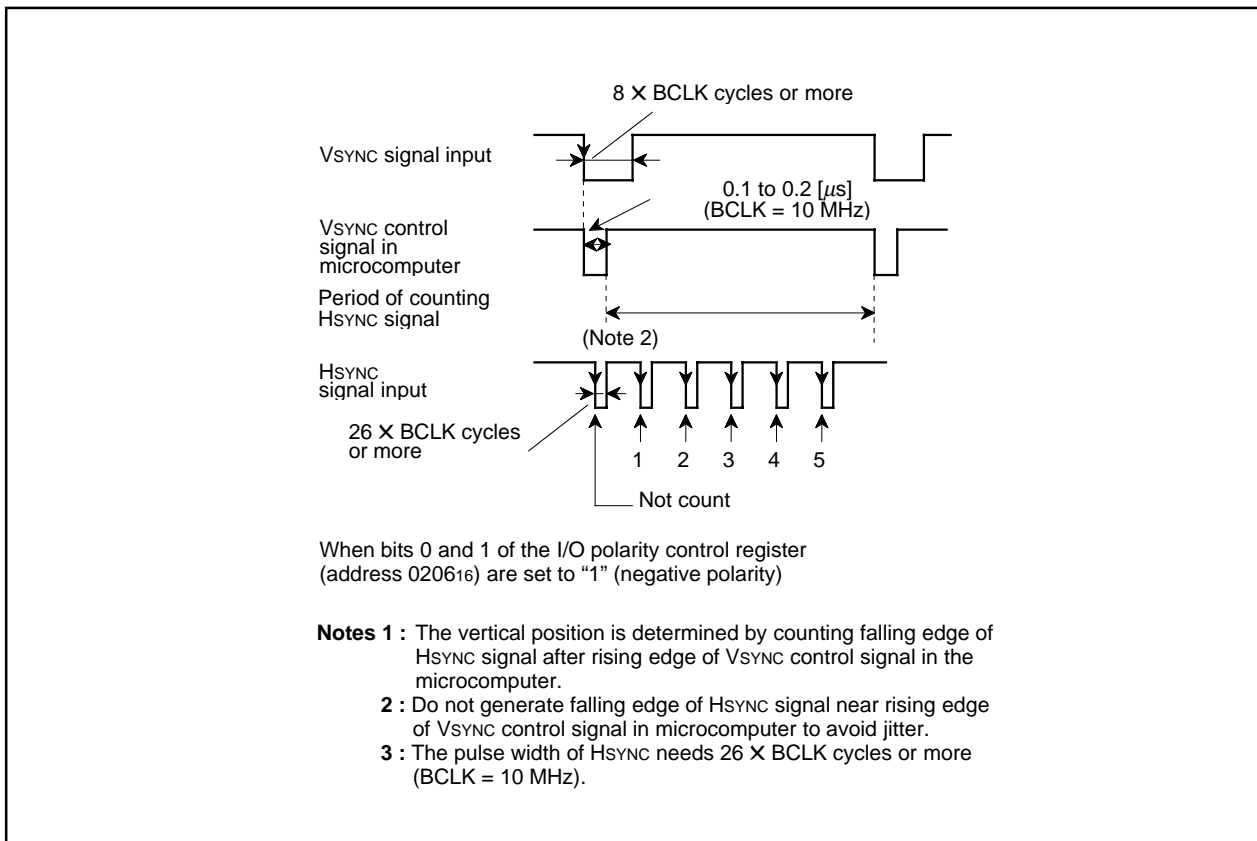 8 × BCLK cycles or more
VSYNC signal input
0.1 to 0.2 [μs]
(BCLK = 10 MHz)
VSYNC control
signal in
microcomputer
Period of counting
HSYNC signal
(Note 2)
HSYNC
signal input
26 × BCLK cycles
or more
1 2 3 4 5
Not count
When bits 0 and 1 of the I/O polarity control register
(address 020616) are set to “1” (negative polarity)
Notes 1 : The vertical position is determined by counting falling edge of
HSYNC signal after rising edge of VSYNC control signal in the
microcomputer.
2 : Do not generate falling edge of HSYNC signal near rising edge
of VSYNC control signal in microcomputer to avoid jitter.
3 : The pulse width of HSYNC needs 26 × BCLK cycles or more
(BCLK = 10 MHz).